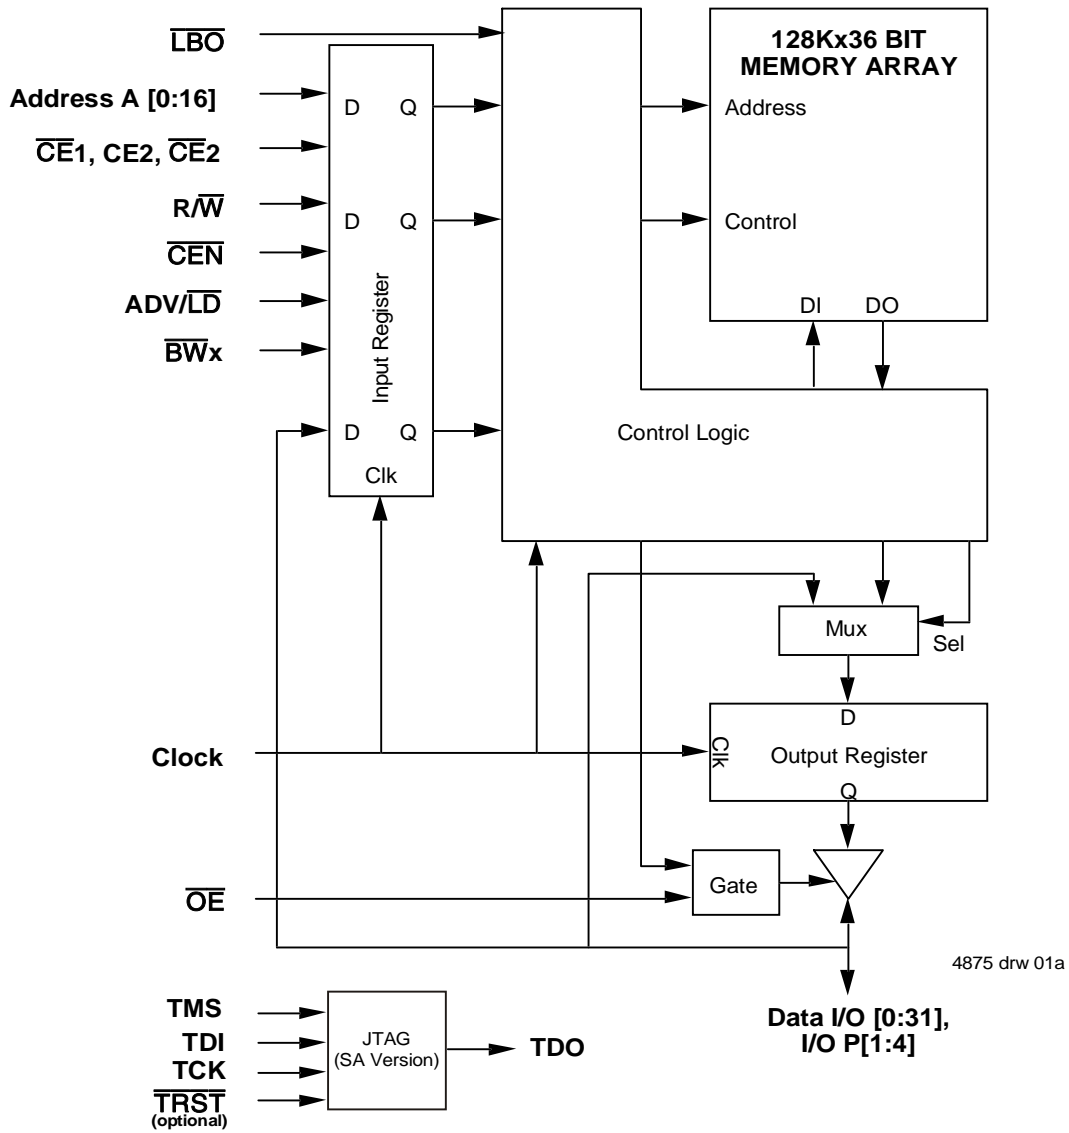 LBO
128Kx36 BIT
MEMORY ARRAY
Address A [0:16]
D Q
Address
CE1, CE2, CE2
R/W
D Q
Control
CEN
ADV/LD
Input Register
DI DO
BWx
D Q
Control Logic
Clk
Mux
Sel
D
Clock
Clk
Output Register
Q
Gate
OE
4875 drw 01a
Data I/O [0:31],
I/O P[1:4]
TMS
TDI
TCK
TRST
(optional)
JTAG
(SA Version)
TDO